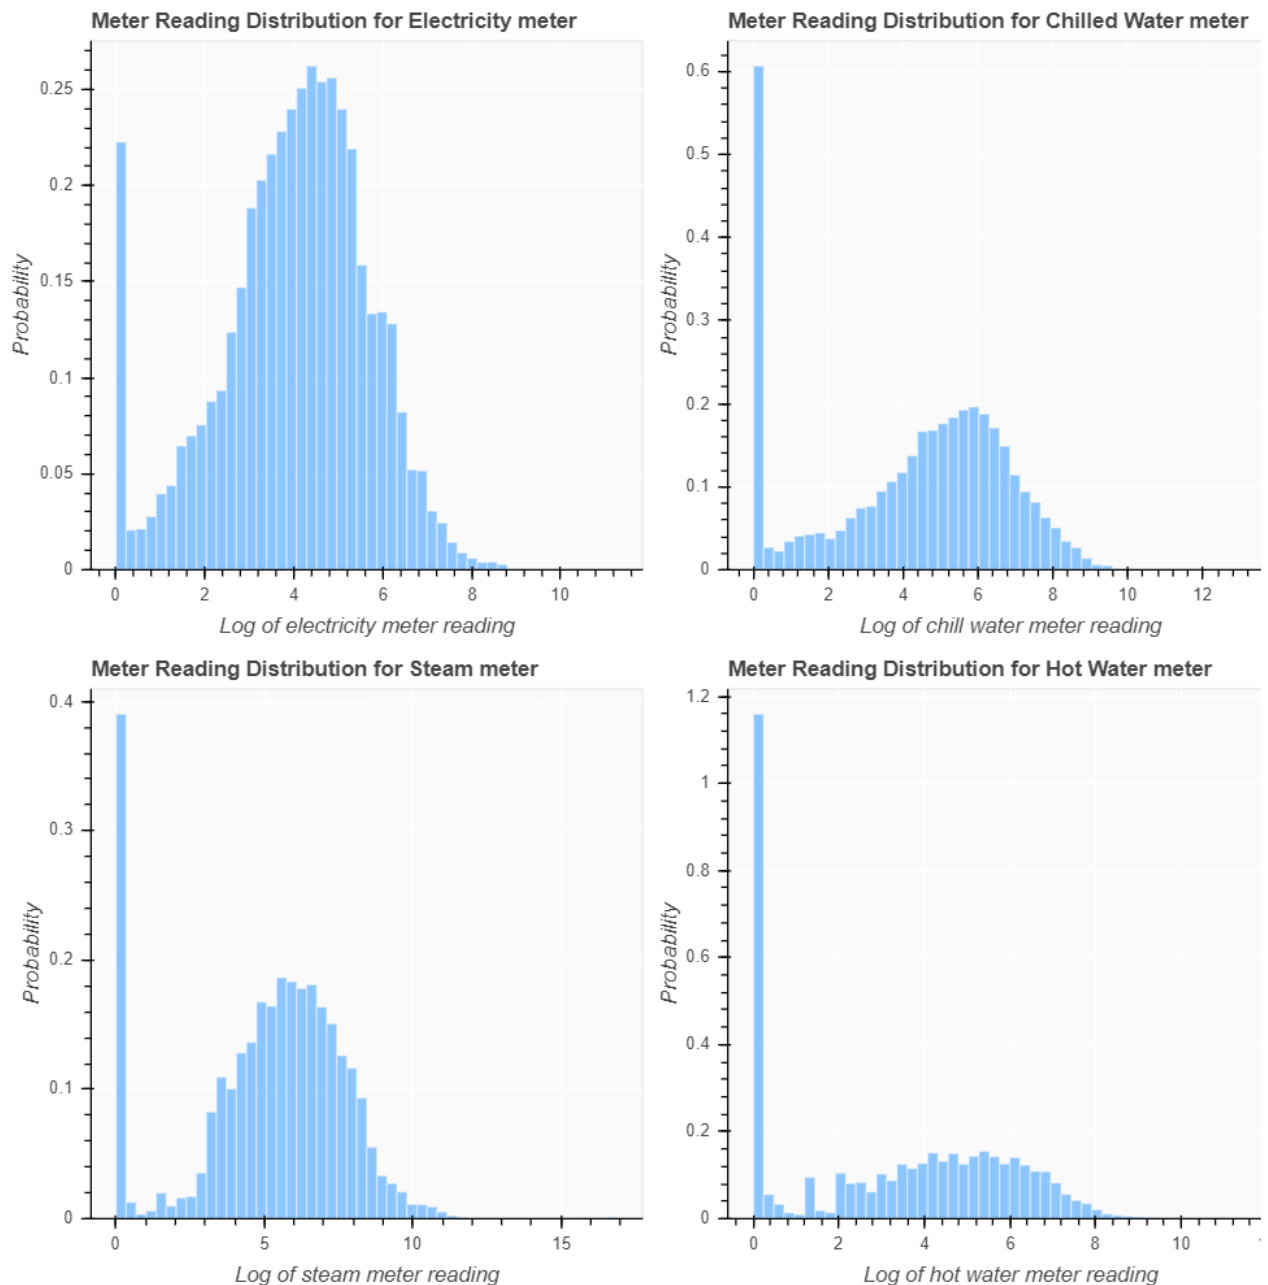 Meter Reading Distribution for Electricity meter
0.25
0.2
0.15
0.1
0.05
0
Probability
0 2 4 6 8 10
Log of electricity meter reading
Meter Reading Distribution for Chilled Water meter
0.6
0.5
0.4
0.3
0.2
0.1
0
Probability
0 2 4 6 8 10 12
Log of chill water meter reading
Meter Reading Distribution for Steam meter
0.4
0.3
0.2
0.1
0
Probability
0 5 10 15
Log of steam meter reading
Meter Reading Distribution for Hot Water meter
1.2
1
0.8
0.6
0.4
0.2
0
Probability
0 2 4 6 8 10
Log of hot water meter reading